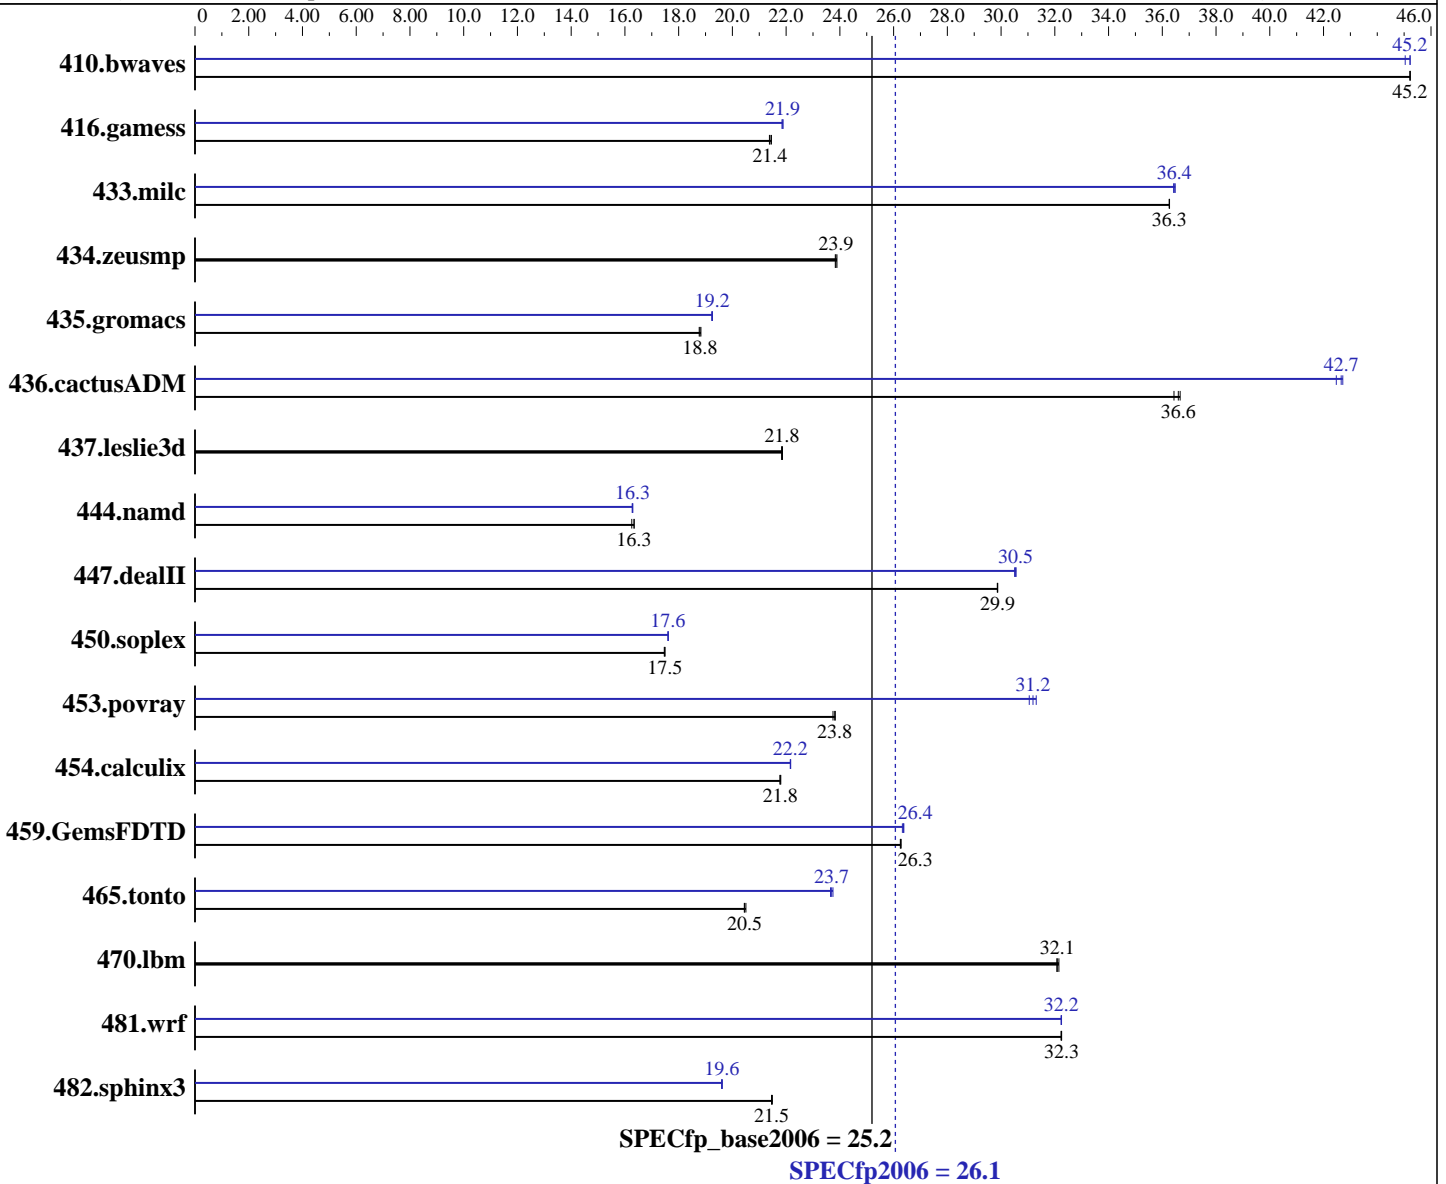 0 2.00 4.00 6.00 8.00 10.0 12.0 14.0 16.0 18.0 20.0 22.0 24.0 26.0 28.0 30.0 32.0 34.0 36.0 38.0 40.0 42.0 46.0
45.2
410.bwaves
45.2
21.9
416.gamess
21.4
36.4
433.milc
36.3
23.9
434.zeusmp
19.2
435.gromacs
18.8
42.7
436.cactusADM
36.6
21.8
437.leslie3d
16.3
444.namd
16.3
30.5
447.dealII
29.9
17.6
450.soplex
17.5
31.2
453.povray
23.8
22.2
454.calculix
21.8
26.4
459.GemsFDTD
26.3
23.7
465.tonto
20.5
32.1
470.lbm
32.2
481.wrf
32.3
19.6
482.sphinx3
21.5
SPECfp_base2006 = 25.2
SPECfp2006 = 26.1